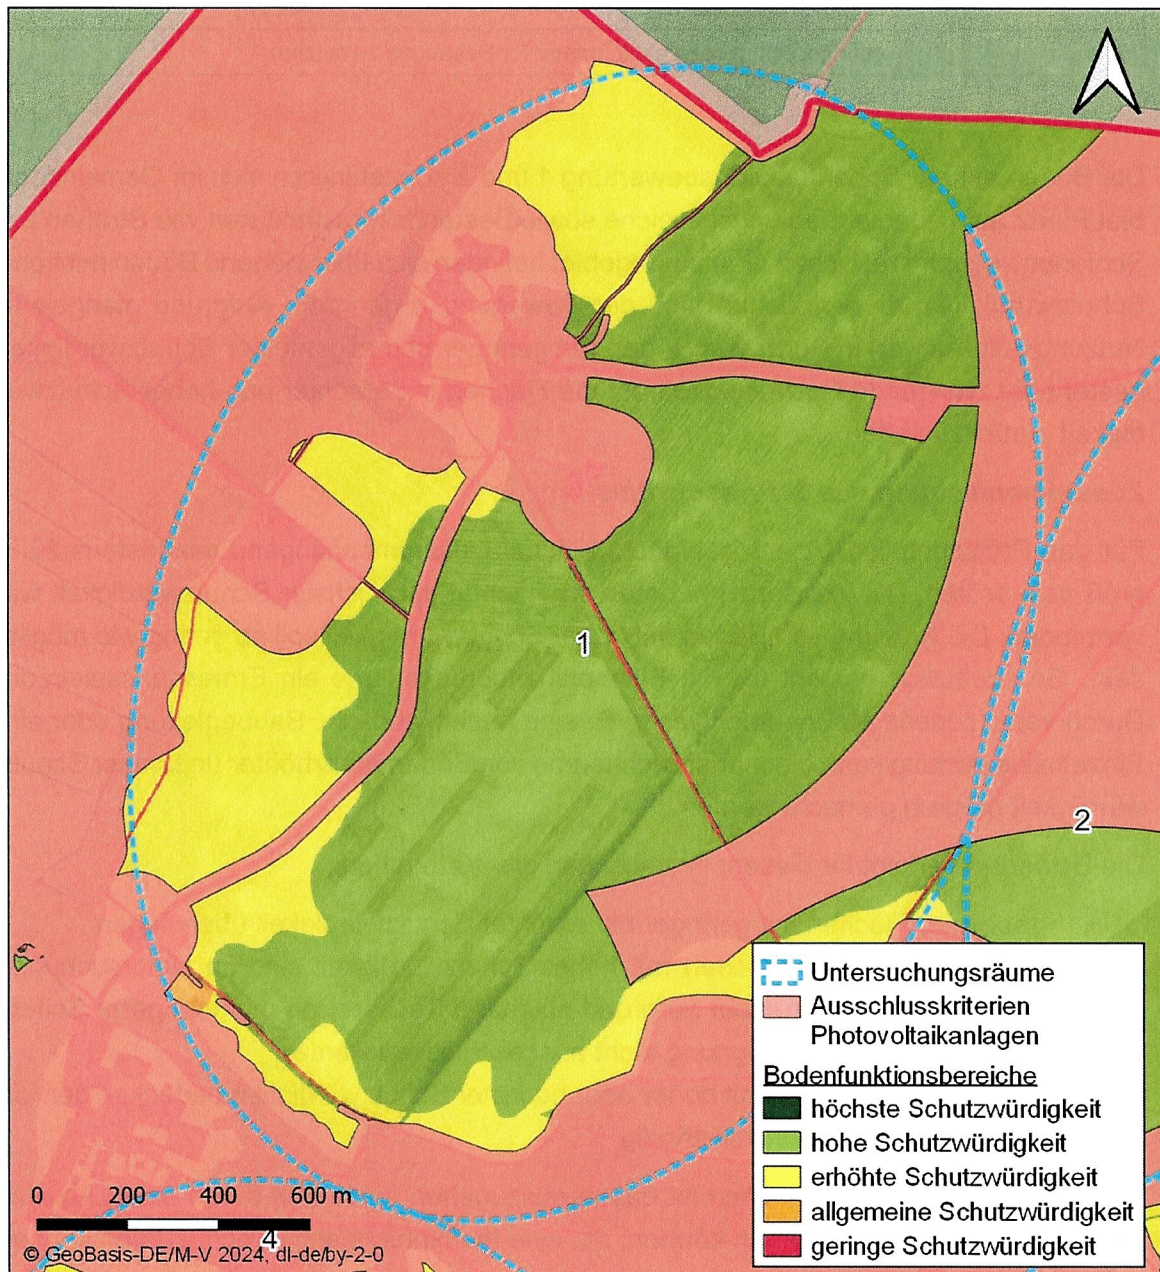 1
2
Untersuchungsräume
Ausschlusskriterien
Photovoltaikanlagen
Bodenfunktionsbereiche
höchste Schutzwürdigkeit
hohe Schutzwürdigkeit
erhöhte Schutzwürdigkeit
allgemeine Schutzwürdigkeit
geringe Schutzwürdigkeit
0 200 400 600 m
4
© GeoBasis-DE/M-V 2024, dl-de/by-2-0